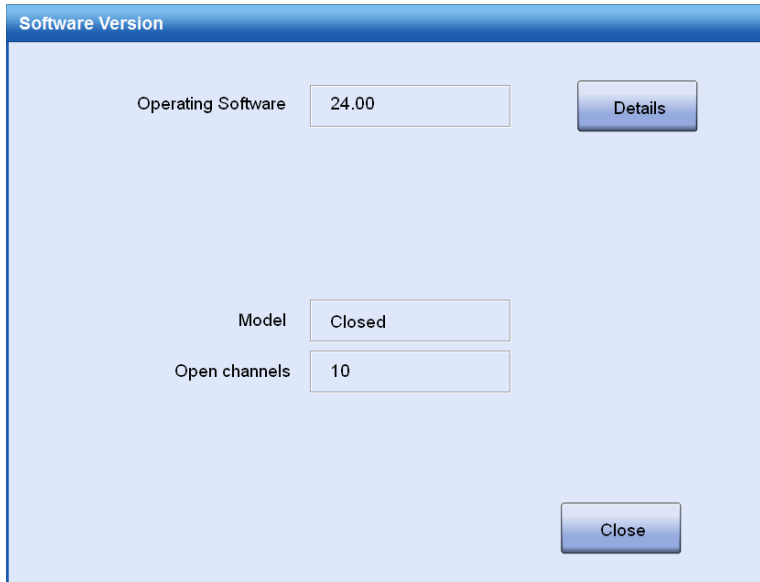 Software Version
Operating Software 24.00 Details
Model Closed
Open channels 10
Close